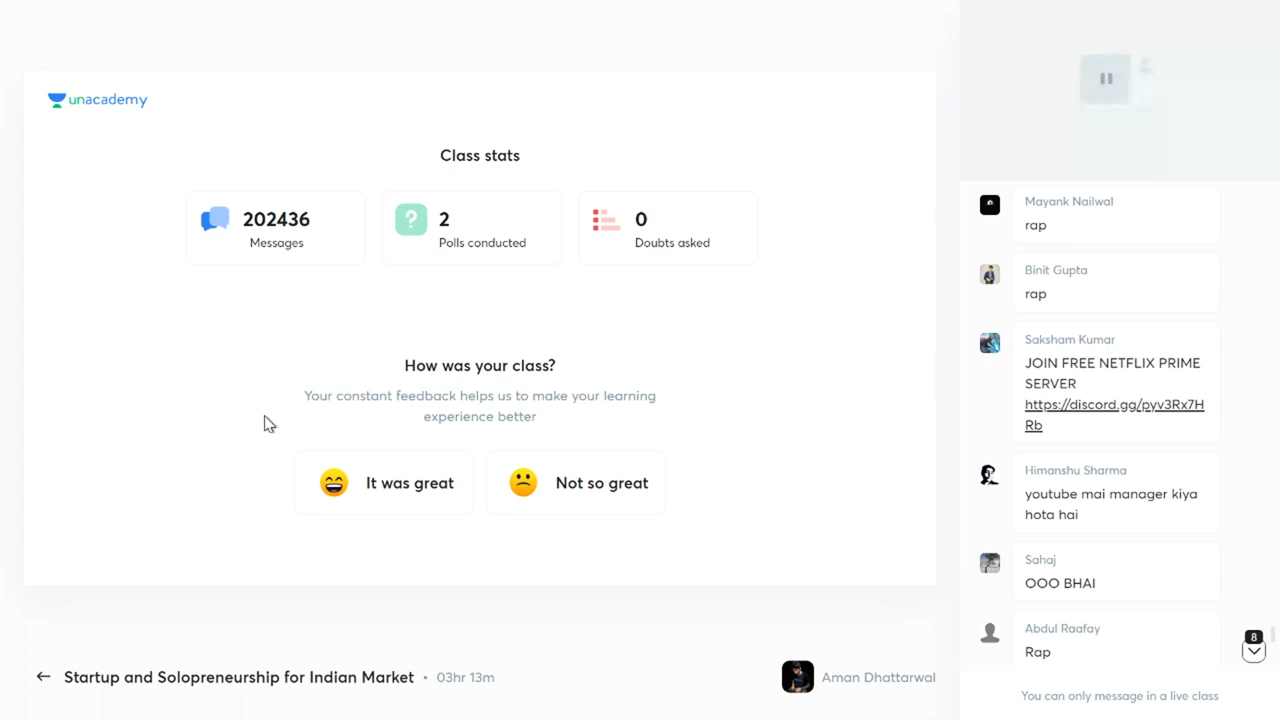 unacademy
Class stats
202436
Messages
2
Polls conducted
0
Doubts asked
How was your class?
Your constant feedback helps us to make your learning
experience better
It was great
Not so great
Startup and Solopreneurship for Indian Market • 03hr 13m
Aman Dhattarwal
Mayank Nailwal
rap
Binit Gupta
rap
Saksham Kumar
JOIN FREE NETFLIX PRIME
SERVER
https://discord.gg/pyv3Rx7H
Rb
Himanshu Sharma
youtube mai manager kiya
hota hai
Sahaj
OOO BHAI
Abdul Raafay
Rap
8
You can only message in a live class